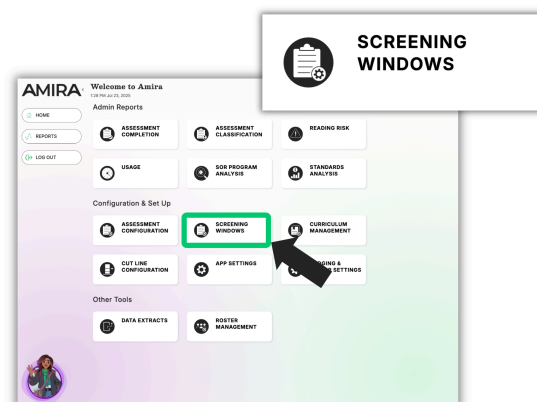 SCREENING
WINDOWS
AMIRA
Welcome to Amira
1:28 PM Jul 23, 2025
Admin Reports
HOME
REPORTS
LOG OUT
ASSESSMENT
COMPLETION
ASSESSMENT
CLASSIFICATION
READING RISK
USAGE
SOR PROGRAM
ANALYSIS
STANDARDS
ANALYSIS
Configuration & Set Up
ASSESSMENT
CONFIGURATION
SCREENING
WINDOWS
CURRICULUM
MANAGEMENT
CUT LINE
CONFIGURATION
APP SETTINGS
&
SETTINGS
Other Tools
DATA EXTRACTS
ROSTER
MANAGEMENT